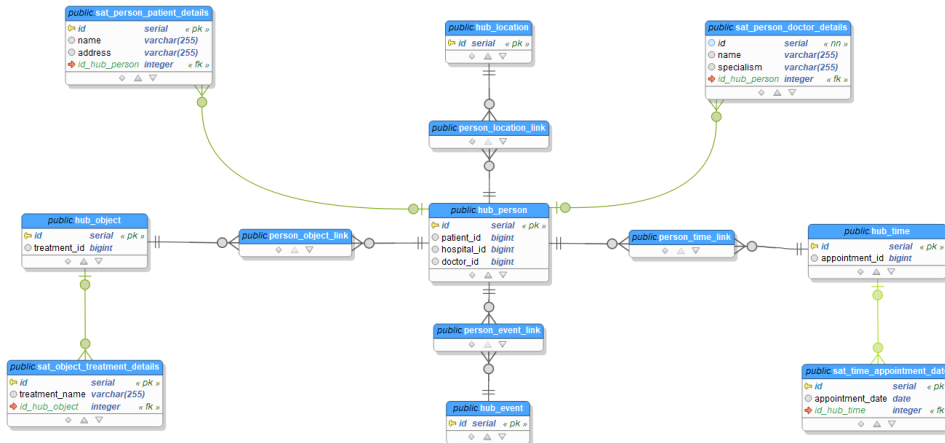 public.sat_person_patient_details
id serial « pk »
name varchar(255)
address varchar(255)
id_hub_person integer « fk »
public.hub_location
id serial « pk »
public.sat_person_doctor_details
id serial « nn »
name varchar(255)
specialism varchar(255)
id_hub_person integer « fk »
public.person_location_link
public.hub_object
id serial « pk »
treatment_id bigint
public.person_object_link
public.hub_person
id serial « pk »
patient_id bigint
hospital_id bigint
doctor_id bigint
public.person_time_link
public.hub_time
id serial « pk »
appointment_id bigint
public.person_event_link
public.sat_object_treatment_details
id serial « pk »
treatment_name varchar(255)
id_hub_object integer « fk »
public.hub_event
id serial « pk »
public.sat_time_appointment_date
id serial « pk »
appointment_date date
id_hub_time integer « fk »